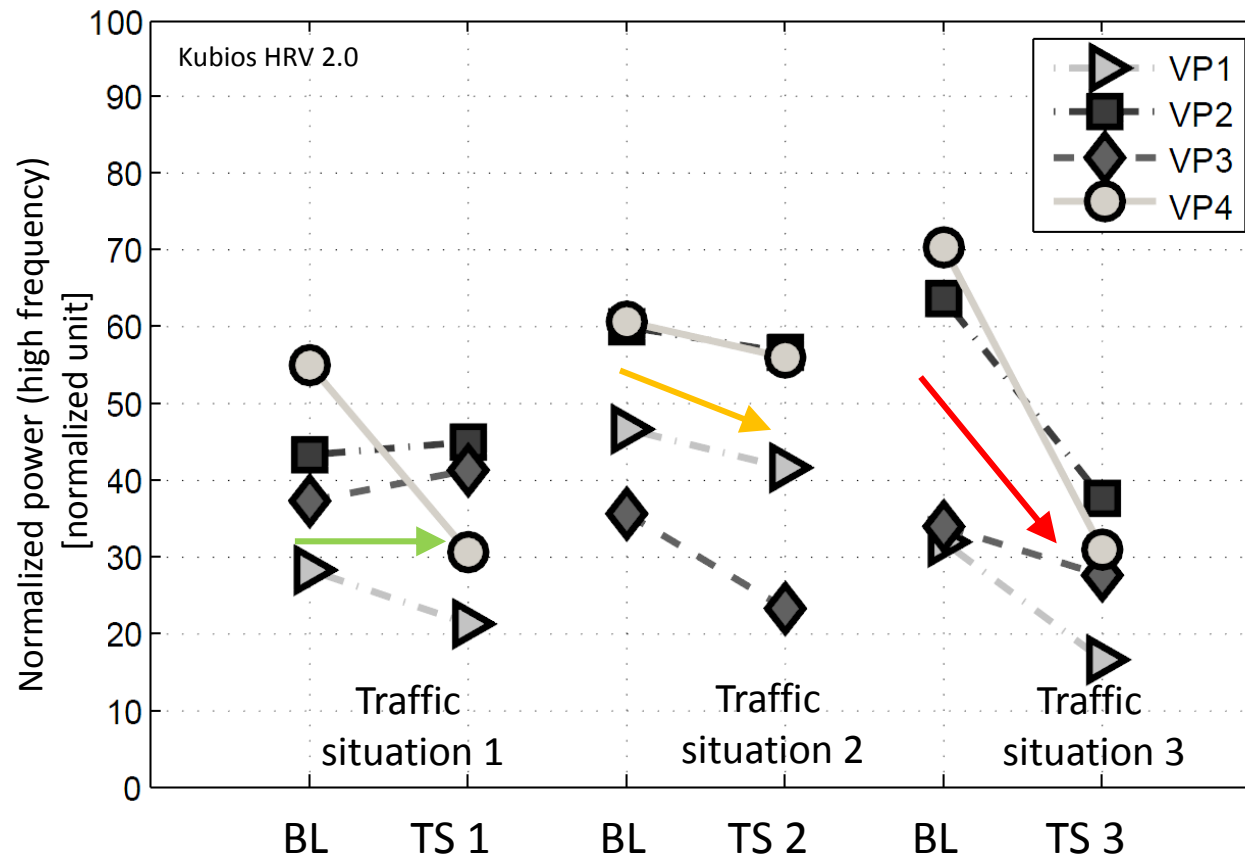 Kubios HRV 2.0
VP1
VP2
VP3
VP4
Normalized power (high frequency)
[normalized unit]
100
90
80
70
60
50
40
30
20
10
0
Traffic
situation 1
Traffic
situation 2
Traffic
situation 3
BL TS 1 BL TS 2 BL TS 3